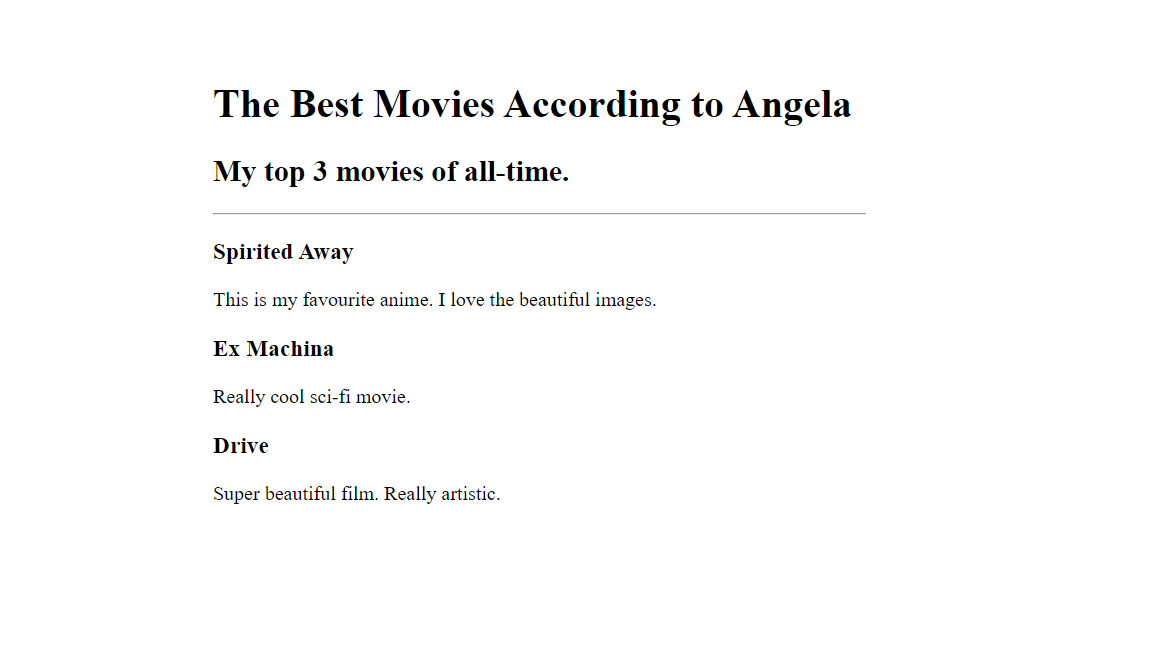 The Best Movies According to Angela
My top 3 movies of all-time.
Spirited Away
This is my favourite anime. I love the beautiful images.
Ex Machina
Really cool sci-fi movie.
Drive
Super beautiful film. Really artistic.